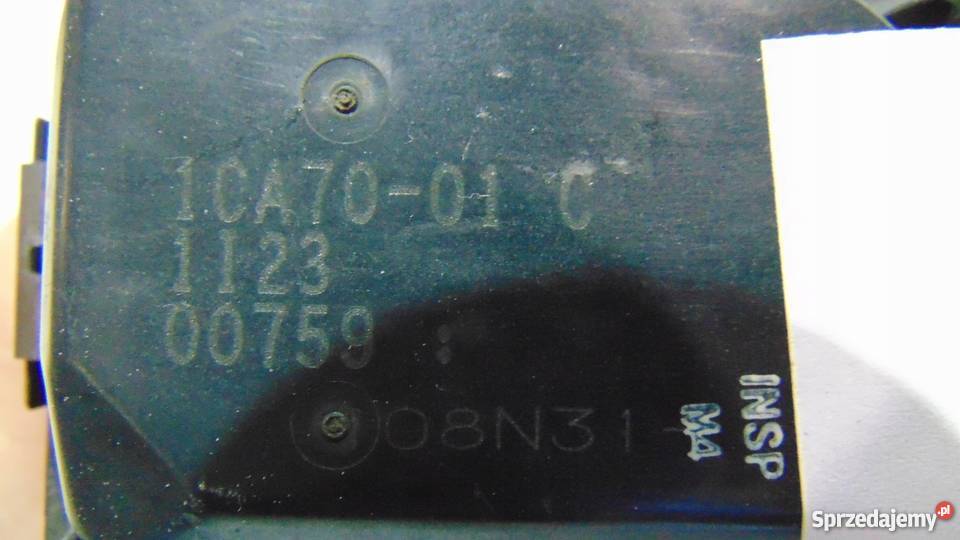 1CA70-01 C
1123
00759 :
08N31-
INSP
M4
Sprzedajemy.pl